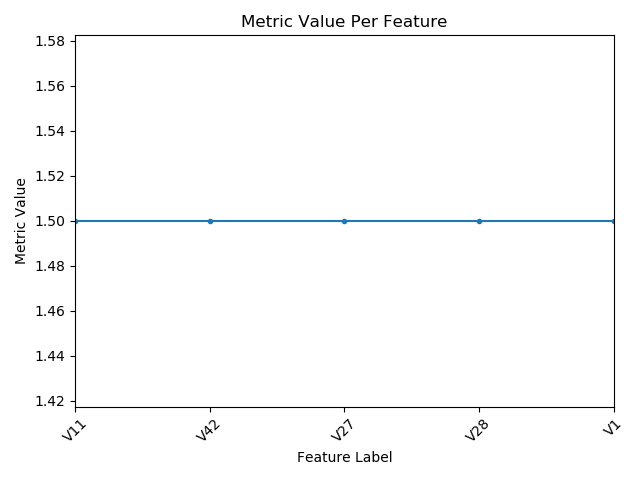 Metric Value Per Feature
1.58
1.56
1.54
1.52
1.50
1.48
1.46
1.44
1.42
Metric Value
V11
V42
V27
V28
V1
Feature Label